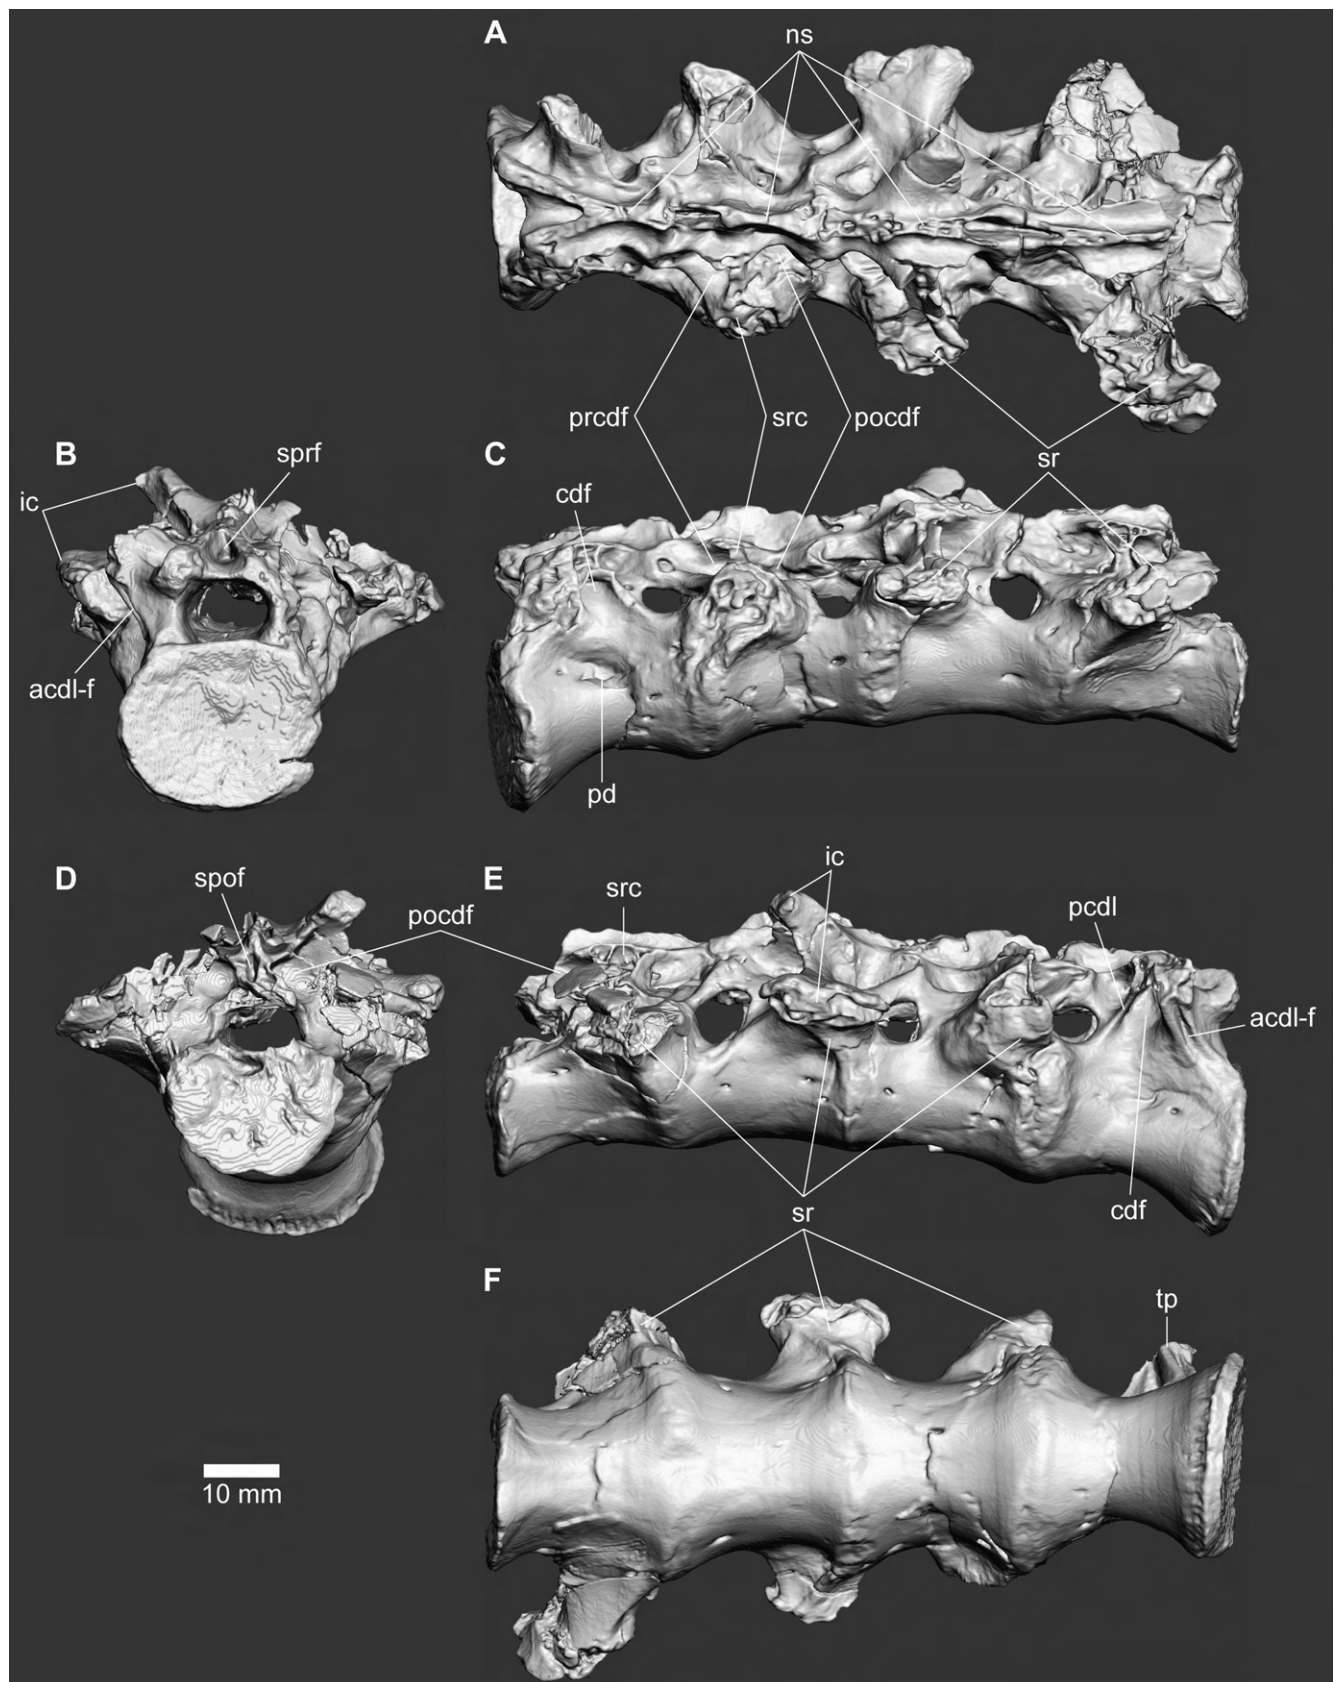 A
ns
prcdf
src
pocdf
sr
B
sprf
ic
acdl-f
C
cdf
pd
D
spof
pocdf
E
ic
src
pcdl
acdl-f
cdf
sr
F
tp
10 mm